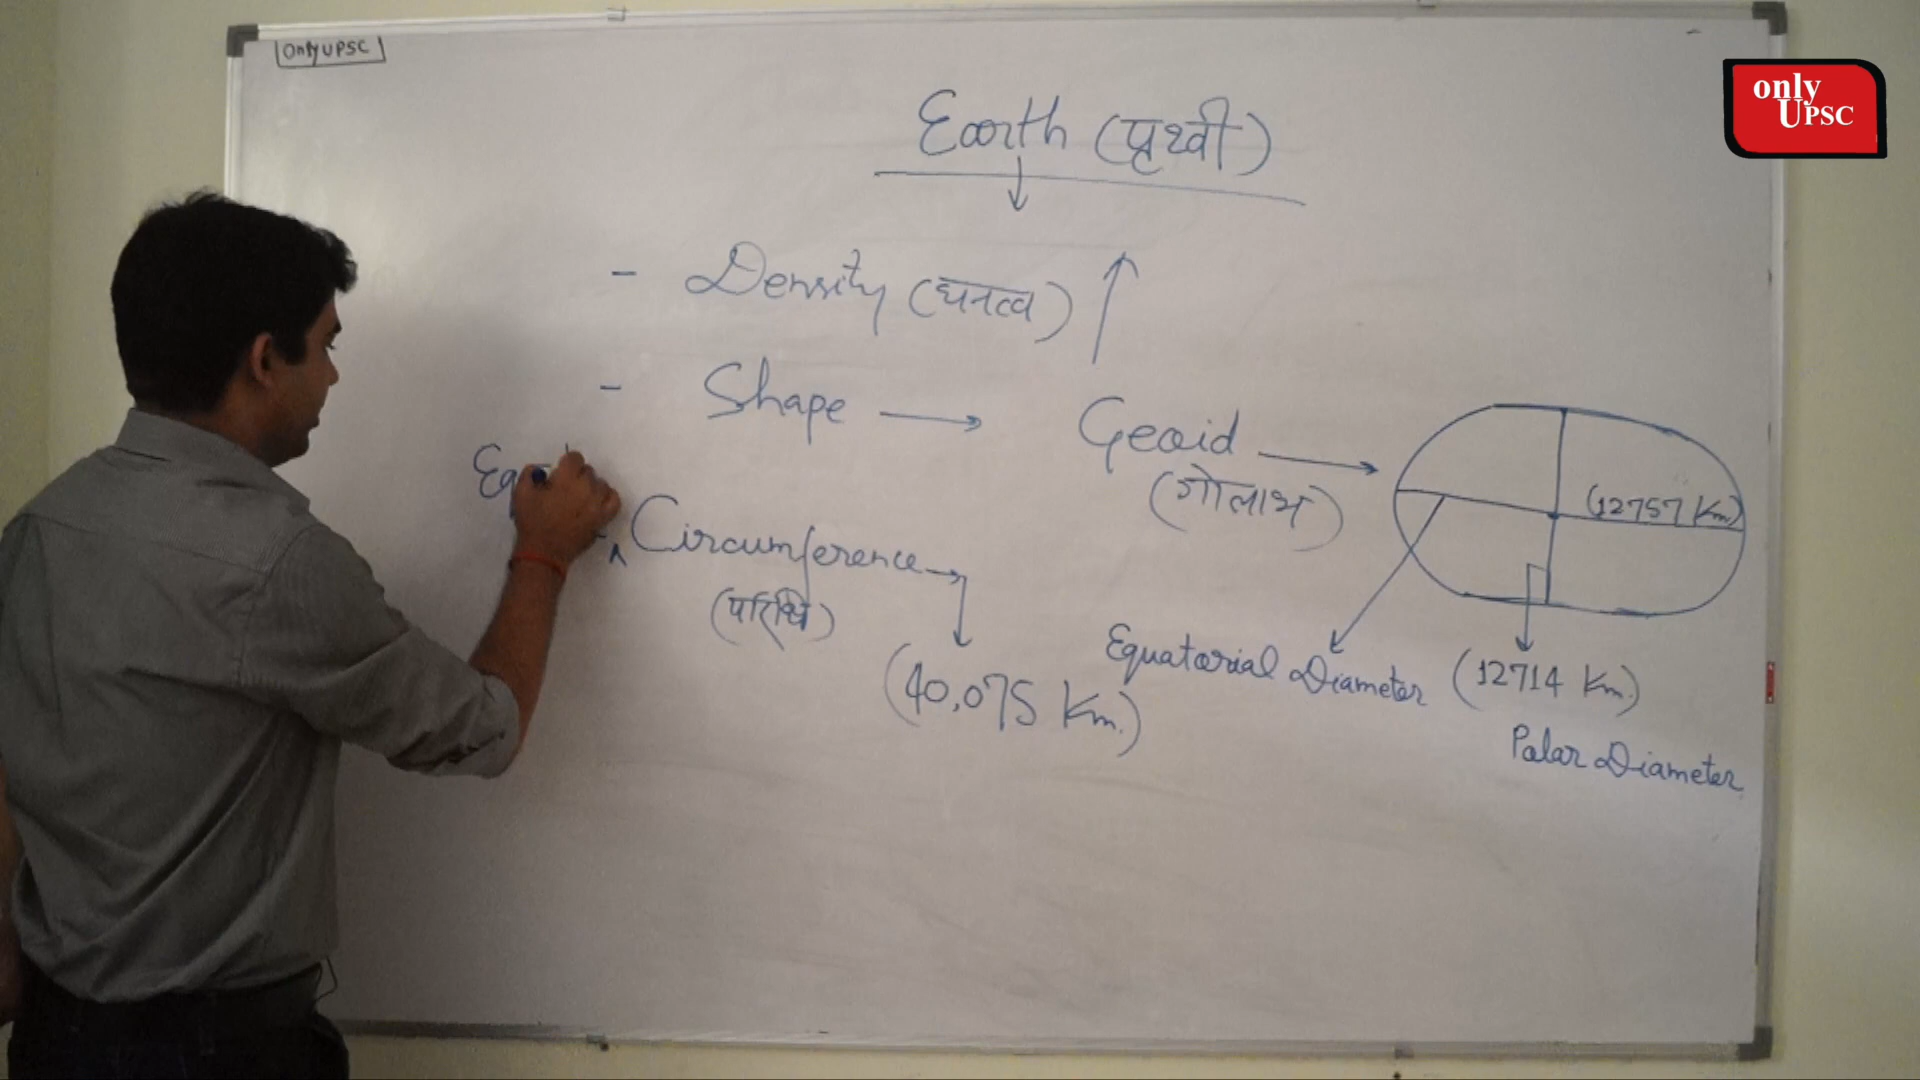 OnlyUPSC
only
UPSC
Earth (पृथ्वी)
- Density (घनत्व)
- Shape → Geoid →
(गोलाभ)
(12757 Km)
Circumference →
(परिधि)
(40,075 Km.)
Equatorial Diameter
(12714 Km.)
Polar Diameter